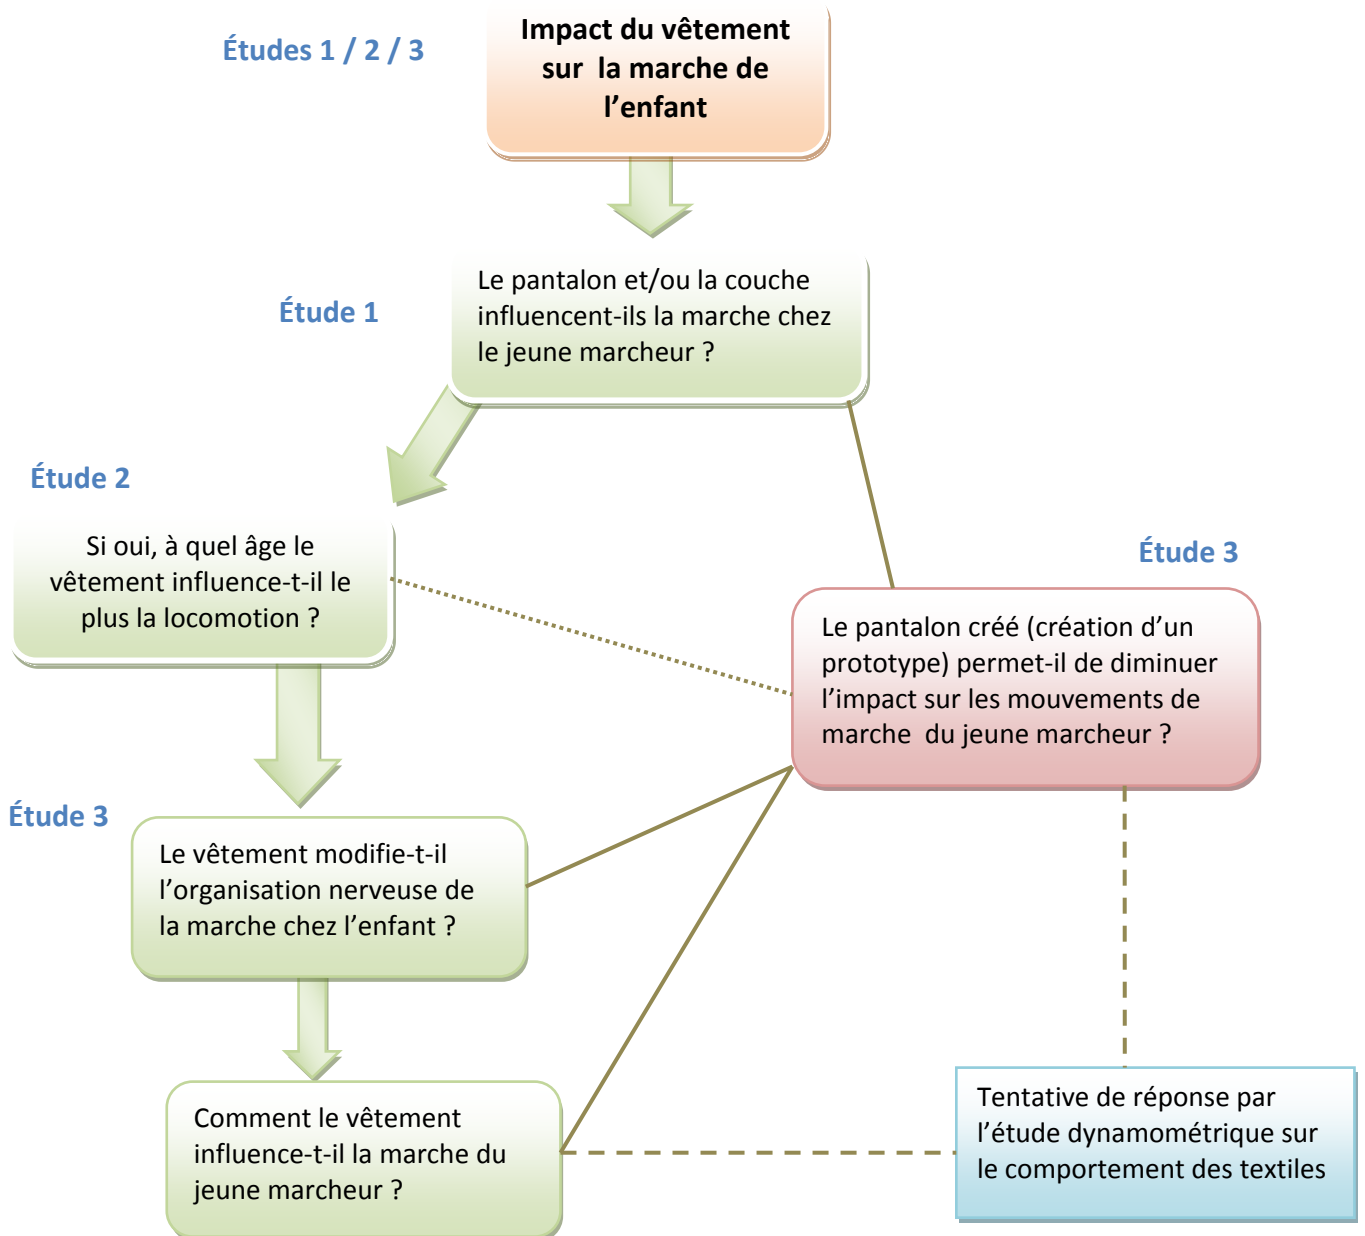 Études 1 / 2 / 3
Impact du vêtement
sur la marche de
l’enfant
Étude 1
Le pantalon et/ou la couche
influencent-ils la marche chez
le jeune marcheur ?
Étude 2
Si oui, à quel âge le
vêtement influence-t-il le
plus la locomotion ?
Étude 3
Le pantalon créé (création d’un
prototype) permet-il de diminuer
l’impact sur les mouvements de
marche du jeune marcheur ?
Étude 3
Le vêtement modifie-t-il
l’organisation nerveuse de
la marche chez l’enfant ?
Comment le vêtement
influence-t-il la marche du
jeune marcheur ?
Tentative de réponse par
l’étude dynamométrique sur
le comportement des textiles